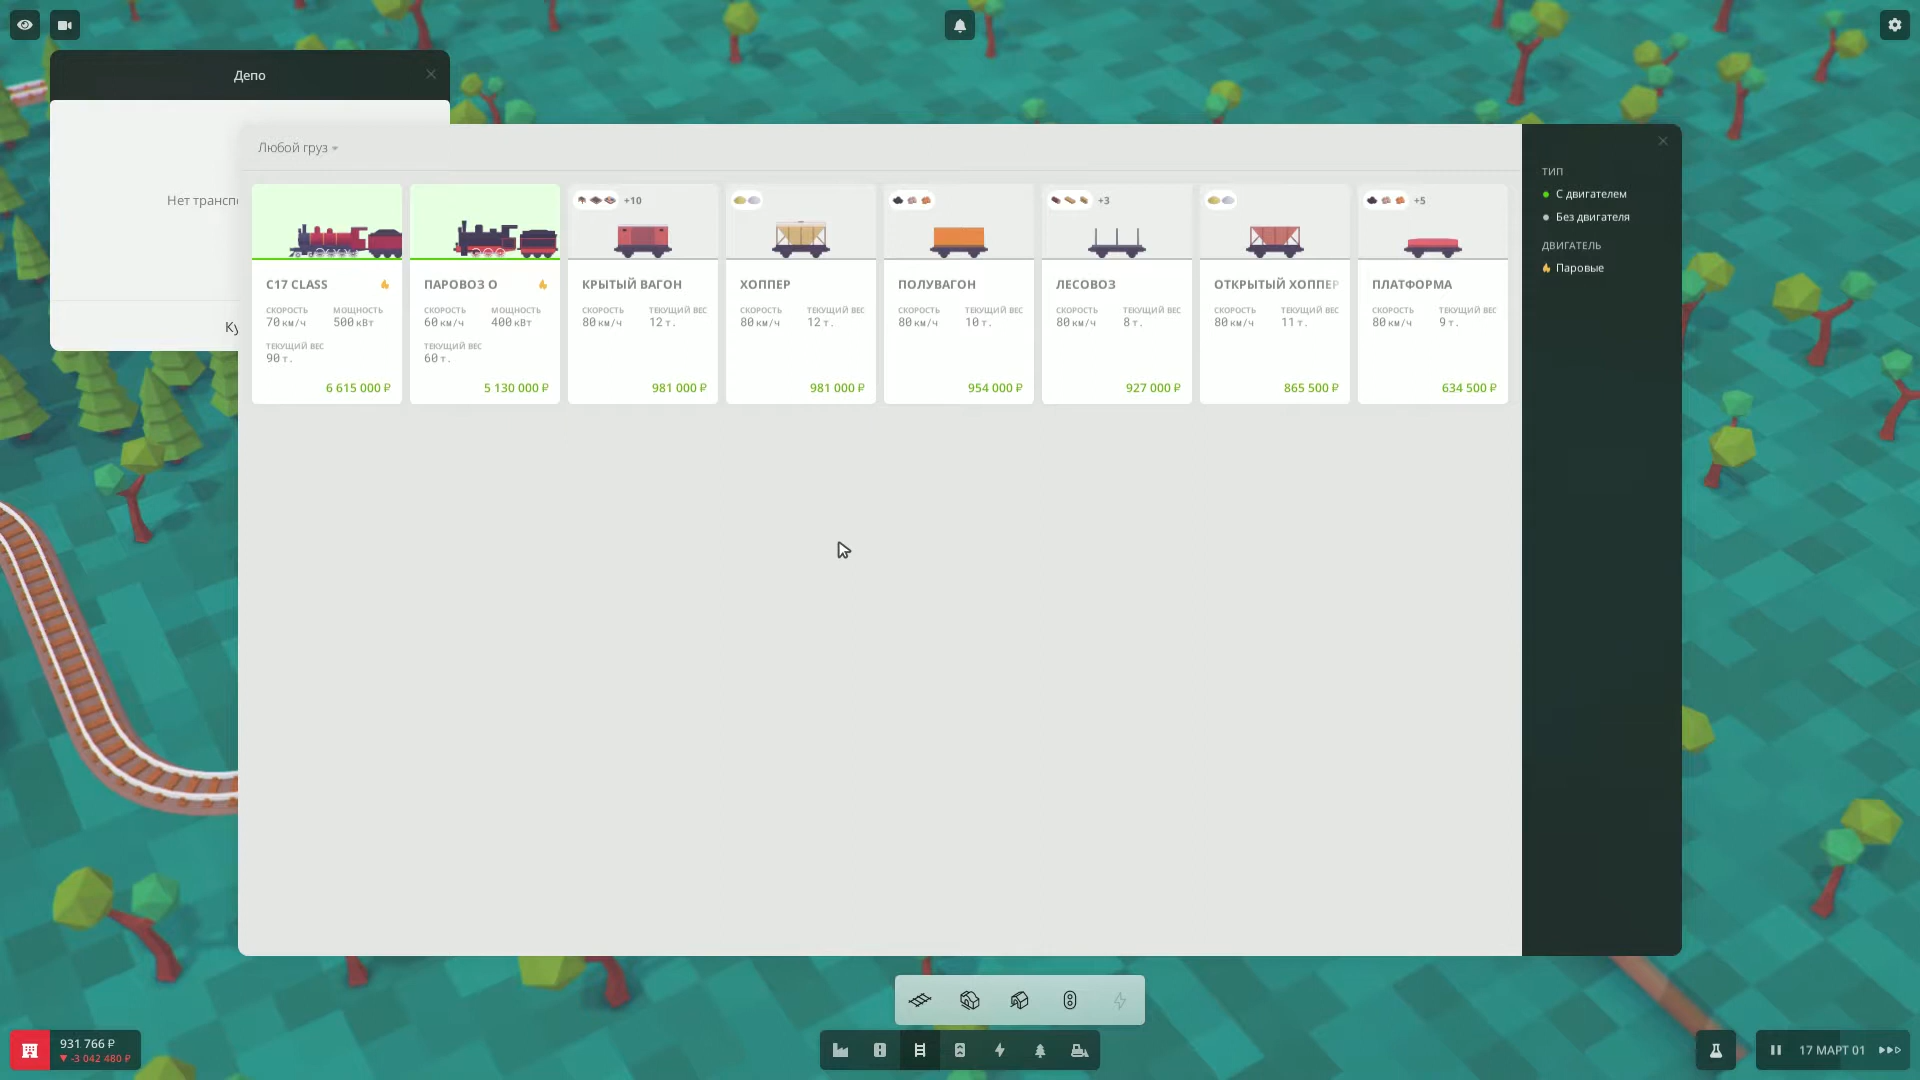 Депо
Нет трансп
Ку
Любой груз
C17 CLASS
СКОРОСТЬ МОЩНОСТЬ
70 км/ч 500 кВт
ТЕКУЩИЙ ВЕС
90 т.
6 615 000 ₽
ПАРОВОЗ О
СКОРОСТЬ МОЩНОСТЬ
60 км/ч 400 кВт
ТЕКУЩИЙ ВЕС
60 т.
5 130 000 ₽
+10
КРЫТЫЙ ВАГОН
СКОРОСТЬ ТЕКУЩИЙ ВЕС
80 км/ч 12 т.
981 000 ₽
ХОППЕР
СКОРОСТЬ ТЕКУЩИЙ ВЕС
80 км/ч 12 т.
981 000 ₽
ПОЛУВАГОН
СКОРОСТЬ ТЕКУЩИЙ ВЕС
80 км/ч 10 т.
954 000 ₽
+3
ЛЕСОВОЗ
СКОРОСТЬ ТЕКУЩИЙ ВЕС
80 км/ч 8 т.
927 000 ₽
ОТКРЫТЫЙ ХОППЕР
СКОРОСТЬ ТЕКУЩИЙ ВЕС
80 км/ч 11 т.
865 500 ₽
+5
ПЛАТФОРМА
СКОРОСТЬ ТЕКУЩИЙ ВЕС
80 км/ч 9 т.
634 500 ₽
ТИП
С двигателем
Без двигателя
ДВИГАТЕЛЬ
Паровые
931 766 ₽
▼ -3 042 480 ₽
17 МАРТ 01